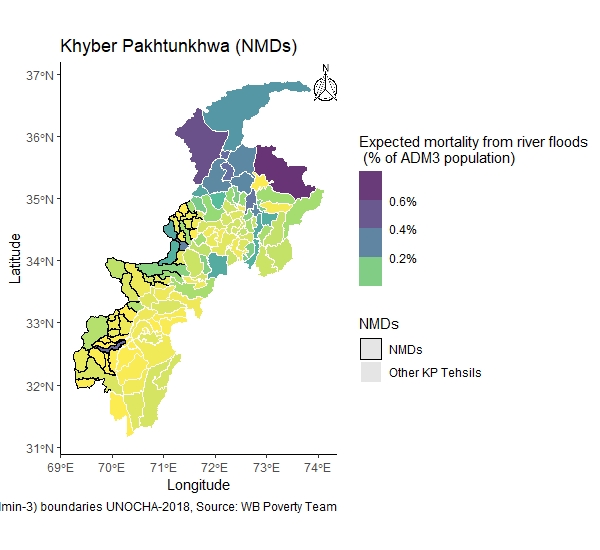 Khyber Pakhtunkhwa (NMDs)
N
37°N
36°N
35°N
34°N
33°N
32°N
31°N
Latitude
69°E 70°E 71°E 72°E 73°E 74°E
Longitude
Expected mortality from river floods
(% of ADM3 population)
0.6%
0.4%
0.2%
NMDs
NMDs
Other KP Tehsils
lmin-3) boundaries UNOCHA-2018, Source: WB Poverty Team